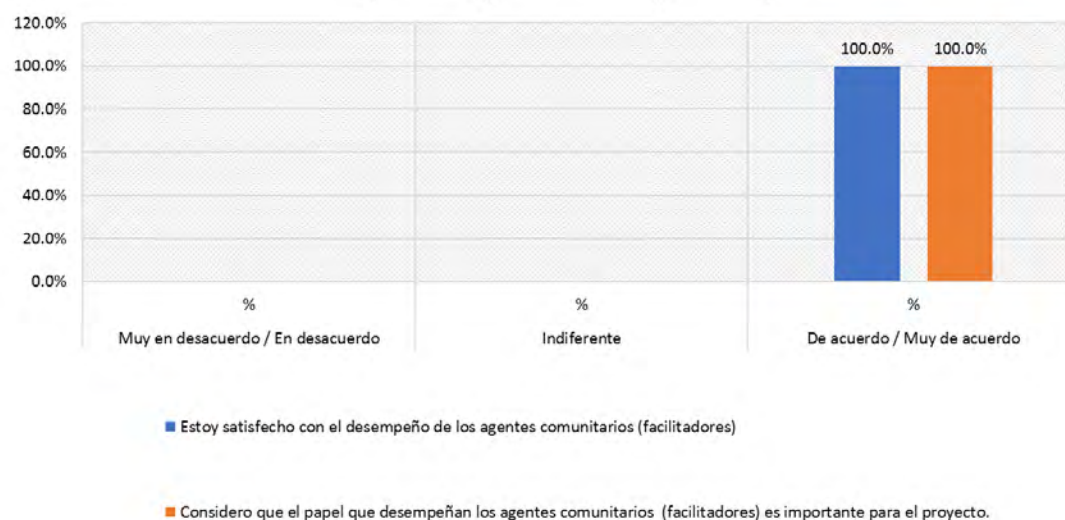 120.0%
100.0%
80.0%
60.0%
40.0%
20.0%
0.0%
100.0% 100.0%
% % %
Muy en desacuerdo / En desacuerdo Indiferente De acuerdo / Muy de acuerdo
Estoy satisfecho con el desempeño de los agentes comunitarios (facilitadores)
Considero que el papel que desempeñan los agentes comunitarios (facilitadores) es importante para el proyecto.